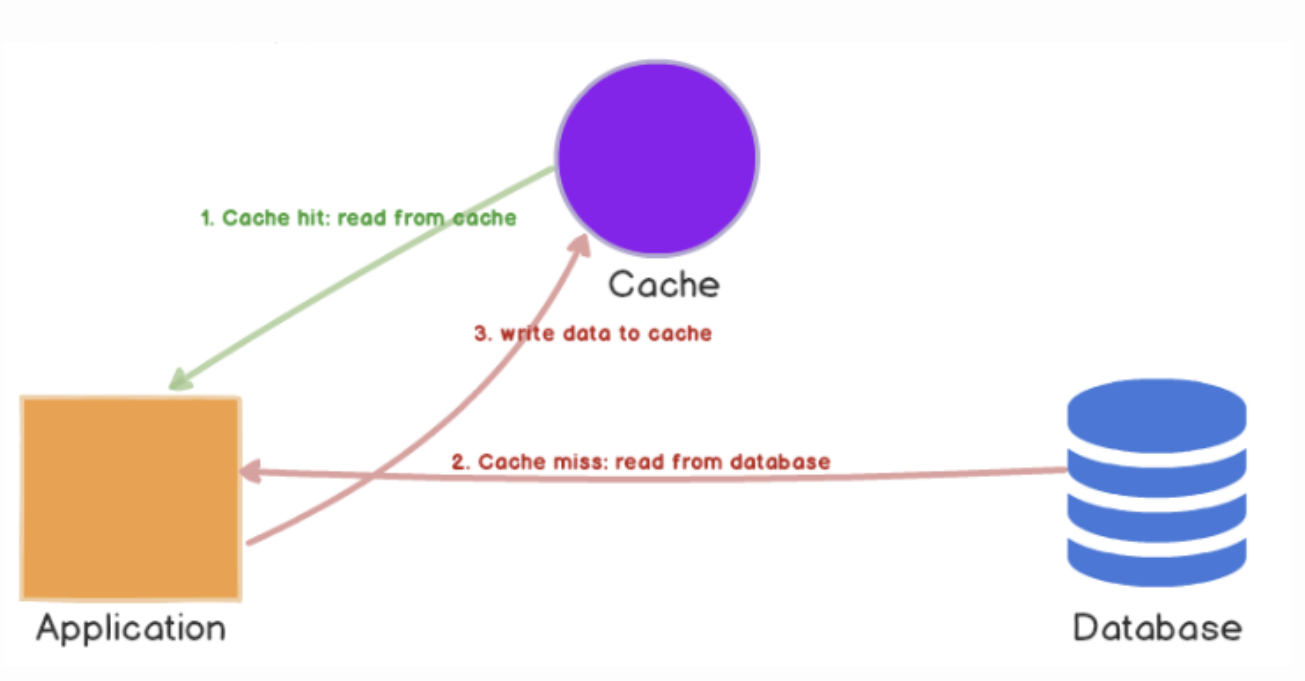 1. Cache hit: read from cache
Cache
3. write data to cache
2. Cache miss: read from database
Application
Database